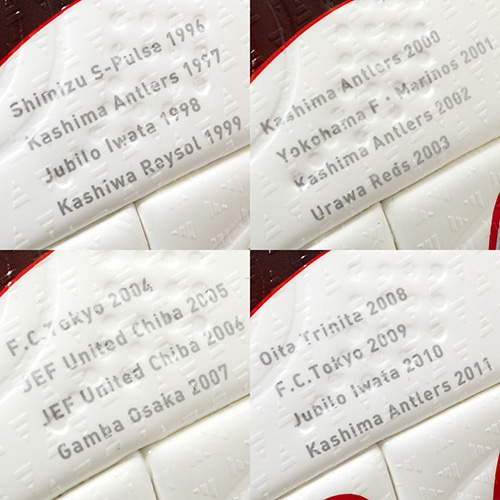 Shimizu S-Pulse 1996
Kashima Antlers 1997
Jubilo Iwata 1998
Kashiwa Reysol 1999
Kashima Antlers 2000
Yokohama F・Marinos 2001
Kashima Antlers 2002
Urawa Reds 2003
F.C.Tokyo 2004
JEF United Chiba 2005
JEF United Chiba 2006
Gamba Osaka 2007
Oita Trinita 2008
F.C.Tokyo 2009
Jubilo Iwata 2010
Kashima Antlers 2011